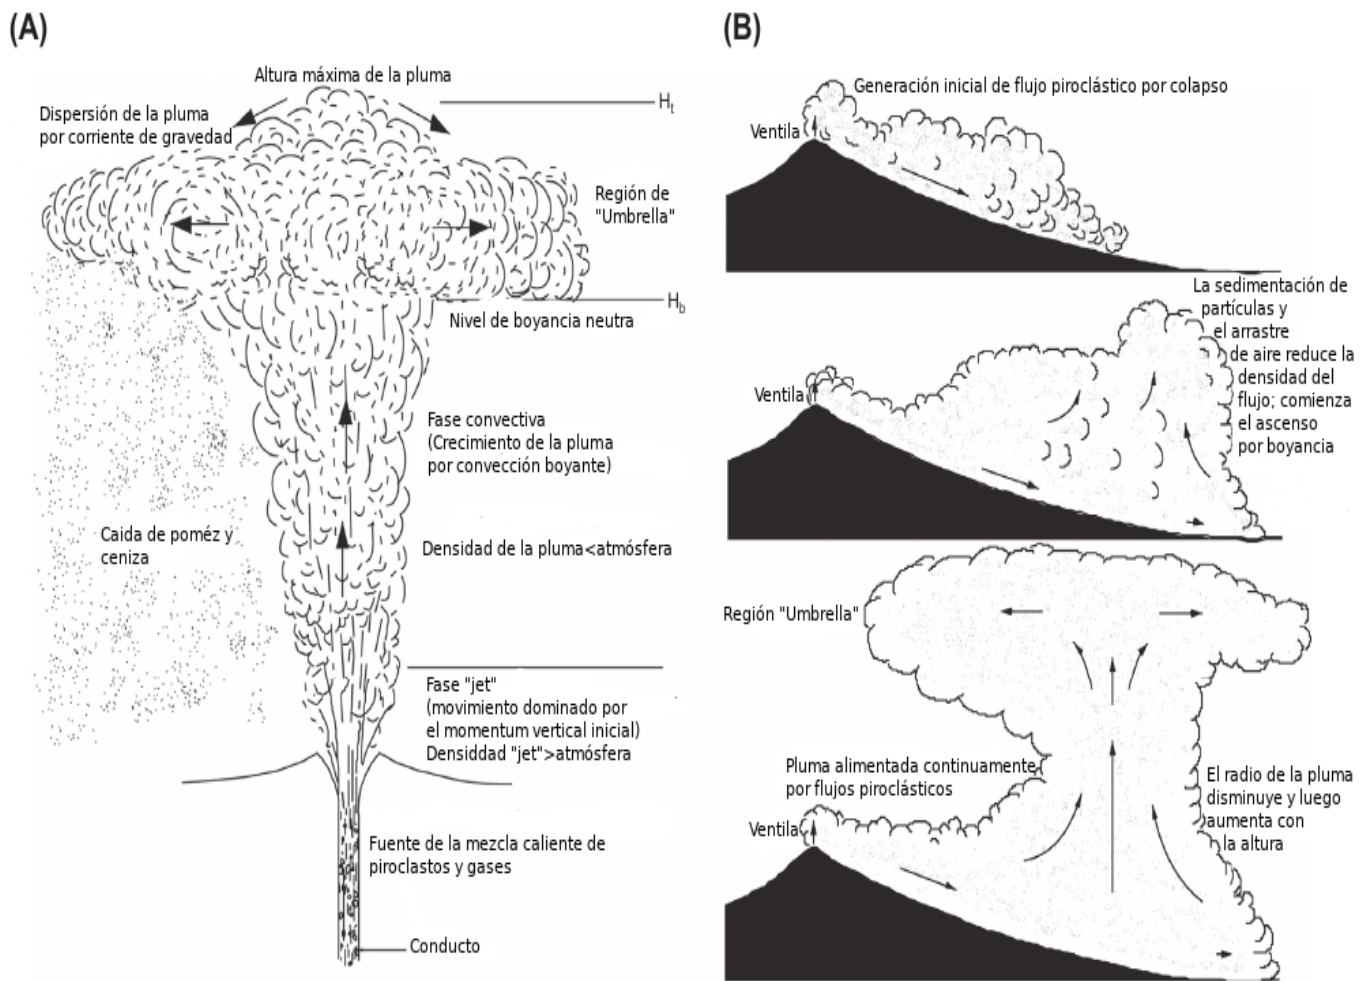 (A)
Altura máxima de la pluma
H_t
Dispersión de la pluma
por corriente de gravedad
Región de
"Umbrella"
H_b
Nivel de boyancia neutra
Fase convectiva
(Crecimiento de la pluma
por convección boyante)
Caida de poméz y
ceniza
Densidad de la pluma<atmósfera
Fase "jet"
(movimiento dominado por
el momentum vertical inicial)
Densiddad "jet">atmósfera
Fuente de la mezcla caliente de
piroclastos y gases
Conducto
(B)
Generación inicial de flujo piroclástico por colapso
Ventila
La sedimentación de
partículas y
el arrastre
de aire reduce la
densidad del
flujo; comienza
el ascenso
por boyancia
Ventila
Región "Umbrella"
Pluma alimentada continuamente
por flujos piroclásticos
Ventila
El radio de la pluma
disminuye y luego
aumenta con
la altura